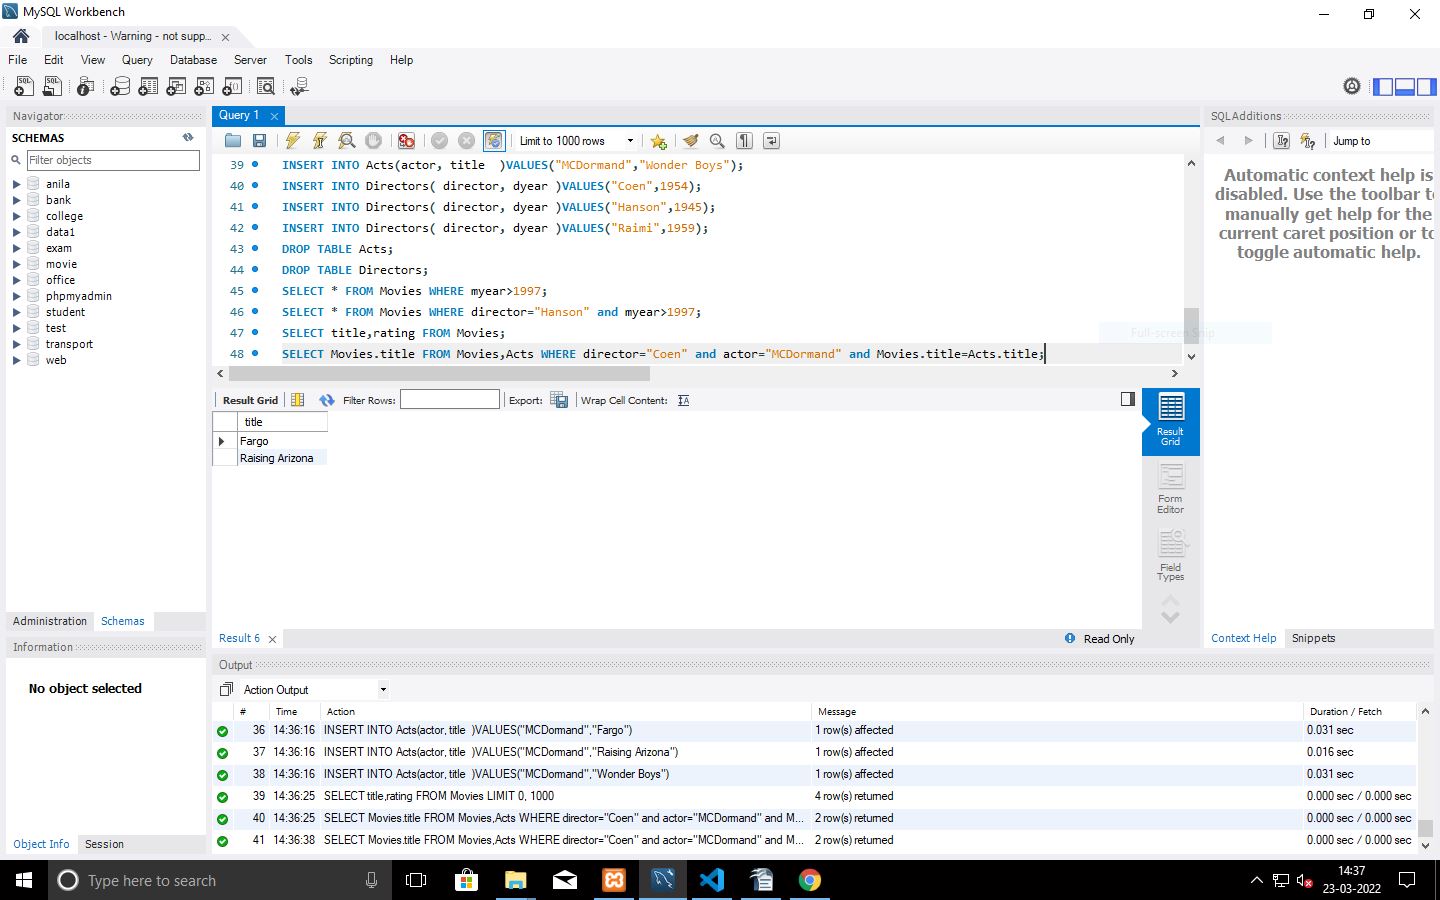 MySQL Workbench
localhost - Warning - not supp...
File Edit View Query Database Server Tools Scripting Help
Navigator
SCHEMAS
Filter objects
anila
bank
college
data1
exam
movie
office
phpmyadmin
student
test
transport
web
Administration Schemas
Information
No object selected
Object Info Session
Query 1
Limit to 1000 rows
39 INSERT INTO Acts(actor, title  )VALUES("MCDormand","Wonder Boys");
40 INSERT INTO Directors( director, dyear )VALUES("Coen",1954);
41 INSERT INTO Directors( director, dyear )VALUES("Hanson",1945);
42 INSERT INTO Directors( director, dyear )VALUES("Raimi",1959);
43 DROP TABLE Acts;
44 DROP TABLE Directors;
45 SELECT * FROM Movies WHERE myear>1997;
46 SELECT * FROM Movies WHERE director="Hanson" and myear>1997;
47 SELECT title,rating FROM Movies;
48 SELECT Movies.title FROM Movies,Acts WHERE director="Coen" and actor="MCDormand" and Movies.title=Acts.title;
Full-screen Snip
Result Grid Filter Rows: Export: Wrap Cell Content:
title
Fargo
Raising Arizona
Result
Grid
Form
Editor
Field
Types
Result 6 Read Only
SQLAdditions
Jump to
Automatic context help is
disabled. Use the toolbar to
manually get help for the
current caret position or to
toggle automatic help.
Context Help Snippets
Output
Action Output
# Time Action Message Duration / Fetch
36 14:36:16 INSERT INTO Acts(actor, title  )VALUES("MCDormand","Fargo") 1 row(s) affected 0.031 sec
37 14:36:16 INSERT INTO Acts(actor, title  )VALUES("MCDormand","Raising Arizona") 1 row(s) affected 0.016 sec
38 14:36:16 INSERT INTO Acts(actor, title  )VALUES("MCDormand","Wonder Boys") 1 row(s) affected 0.031 sec
39 14:36:25 SELECT title,rating FROM Movies LIMIT 0, 1000 4 row(s) returned 0.000 sec / 0.000 sec
40 14:36:25 SELECT Movies.title FROM Movies,Acts WHERE director="Coen" and actor="MCDormand" and M... 2 row(s) returned 0.000 sec / 0.000 sec
41 14:36:38 SELECT Movies.title FROM Movies,Acts WHERE director="Coen" and actor="MCDormand" and M... 2 row(s) returned 0.000 sec / 0.000 sec
Type here to search
14:37
23-03-2022